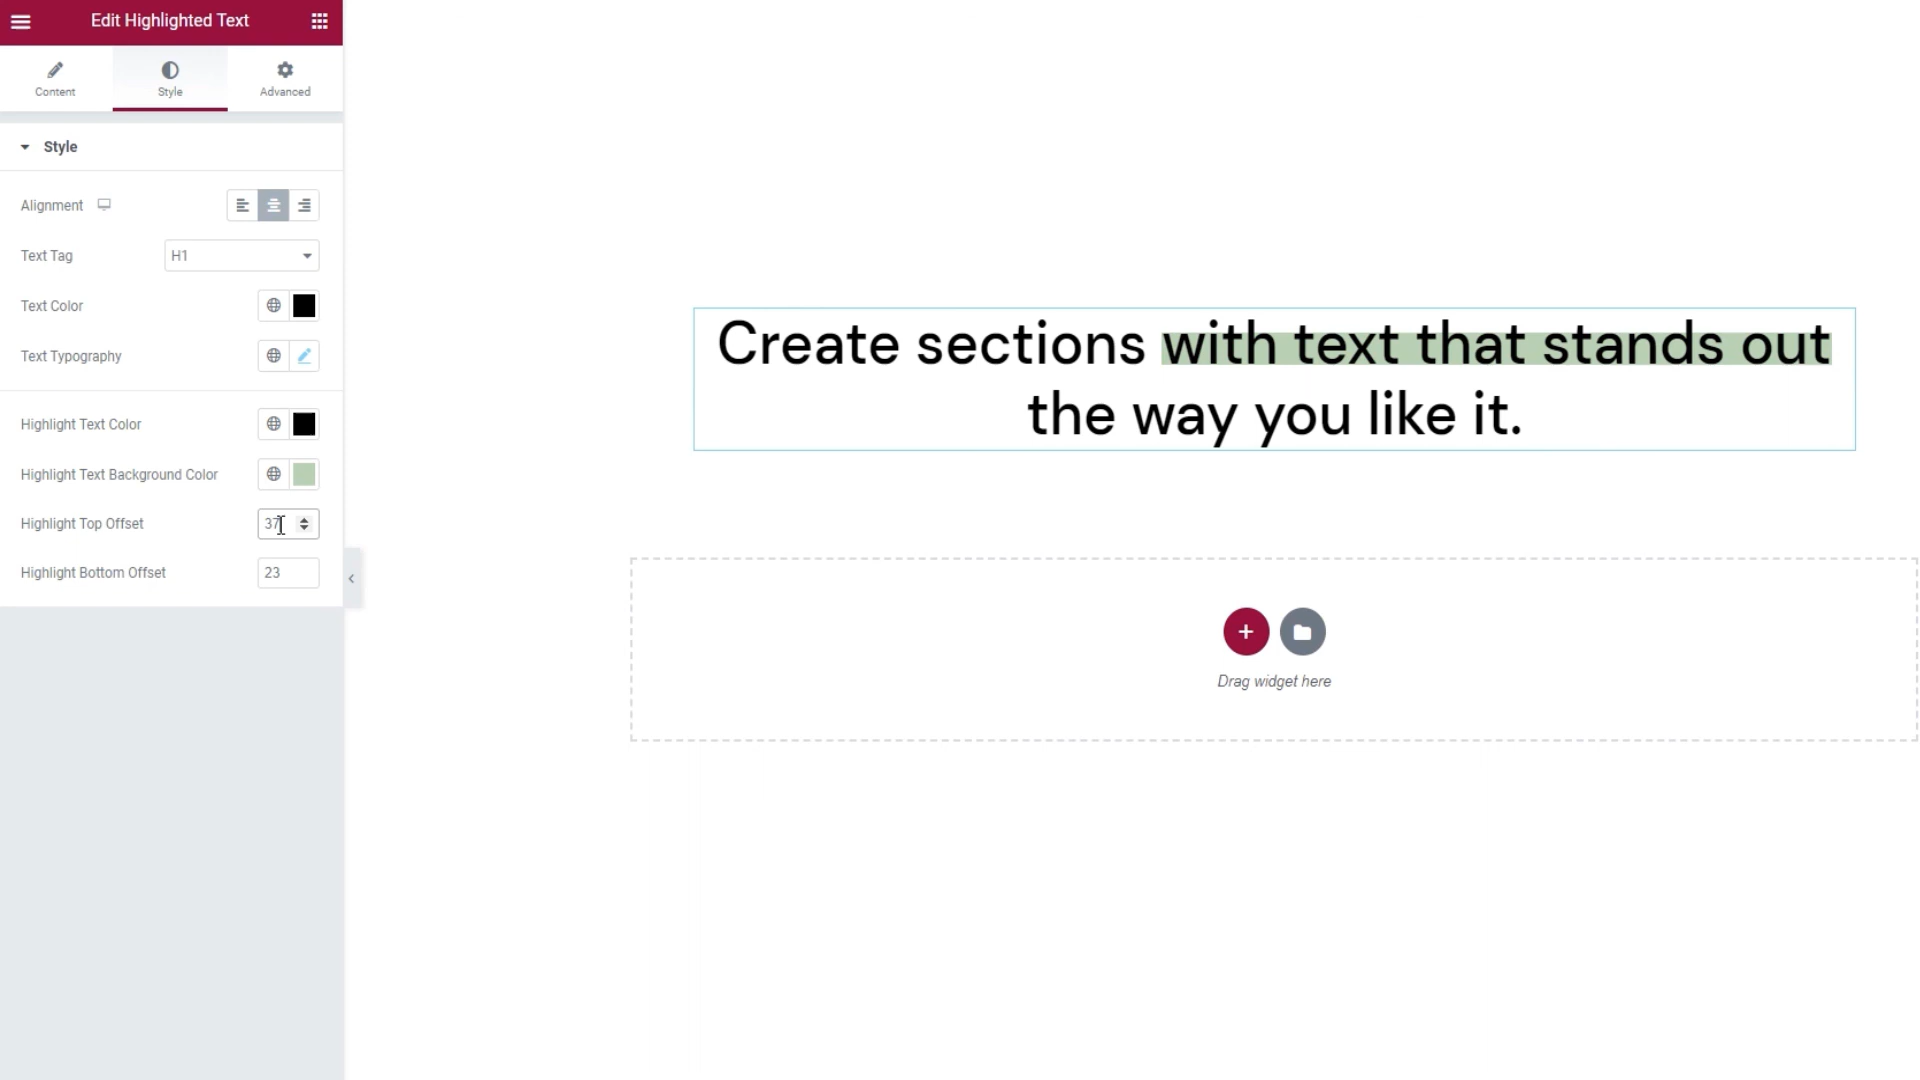 Edit Highlighted Text
Content
Style
Advanced
Style
Alignment
Text Tag
H1
Text Color
Text Typography
Highlight Text Color
Highlight Text Background Color
Highlight Top Offset
37
Highlight Bottom Offset
23
Create sections with text that stands out
the way you like it.
Drag widget here